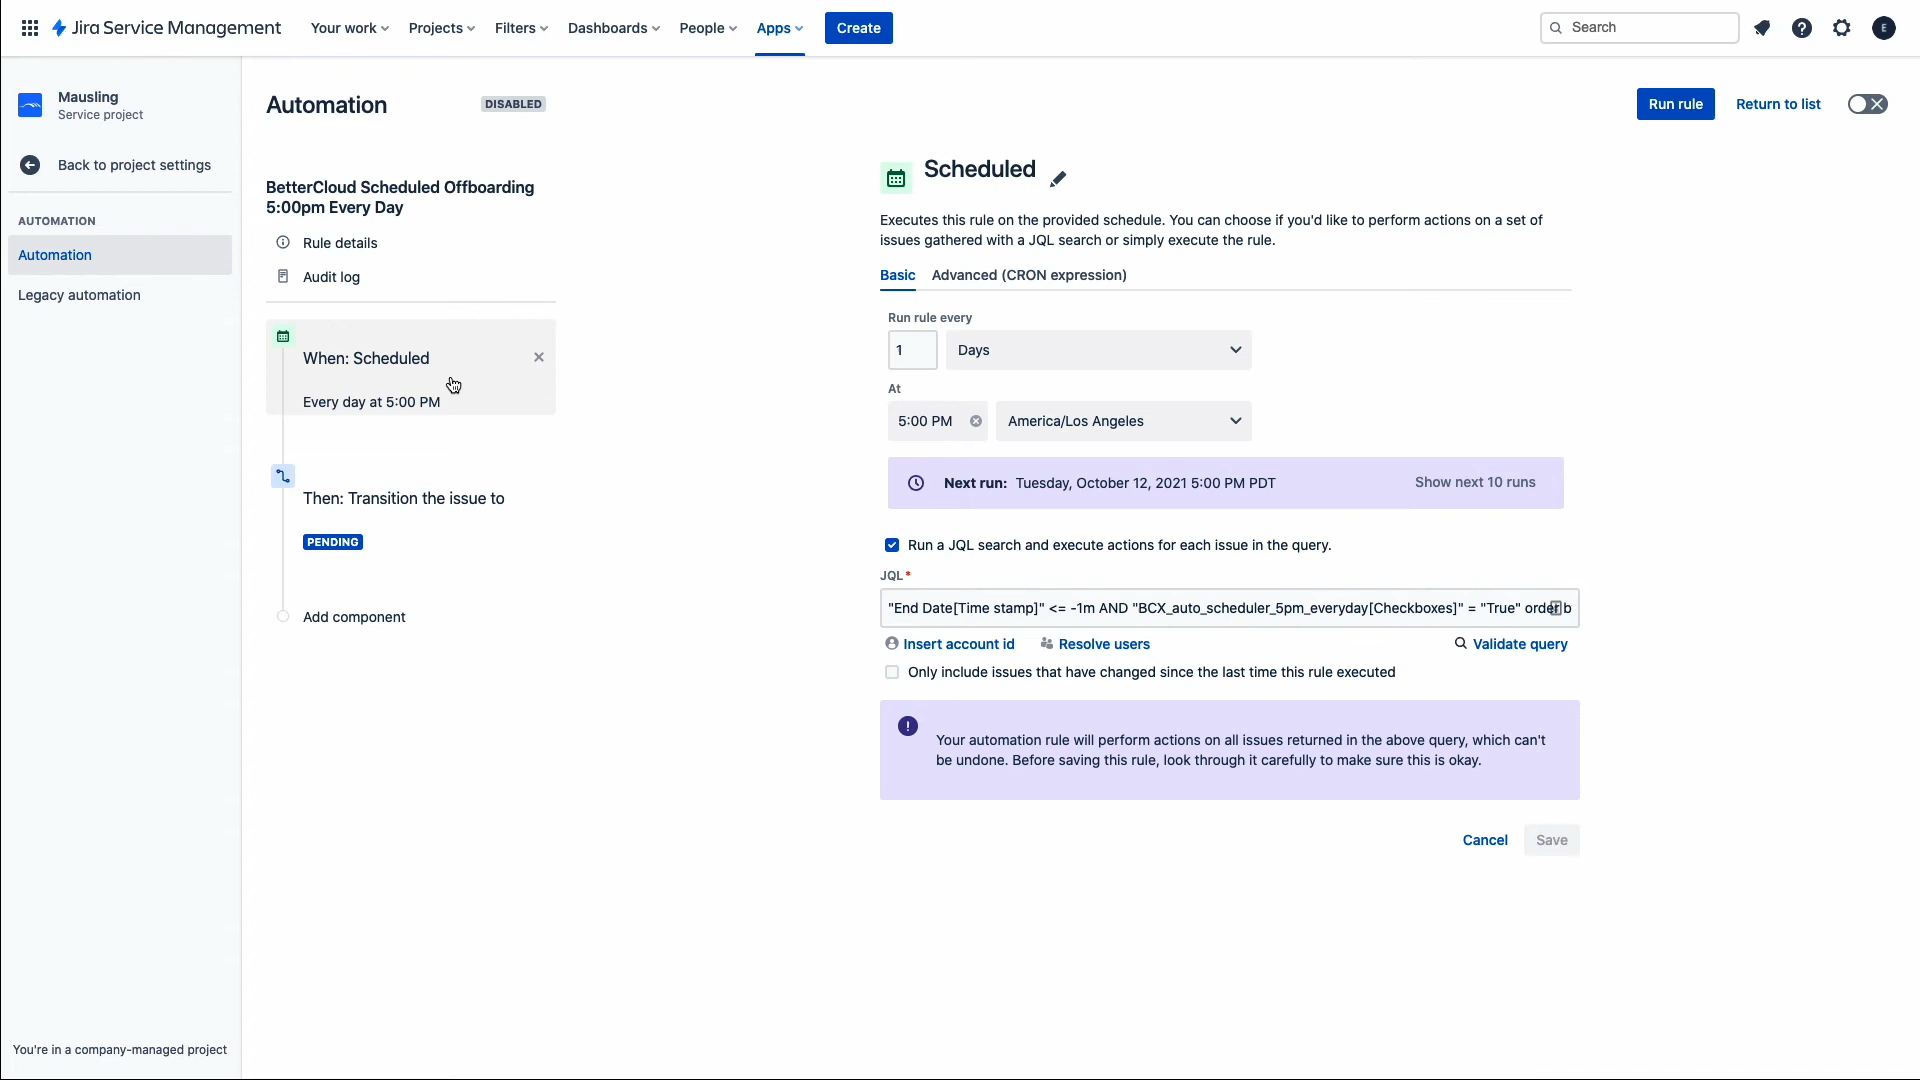 Jira Service Management
Your work
Projects
Filters
Dashboards
People
Apps
Create
Search
E
Mausling
Service project
Back to project settings
AUTOMATION
Automation
Legacy automation
You're in a company-managed project
Automation
DISABLED
Run rule
Return to list
BetterCloud Scheduled Offboarding
5:00pm Every Day
Rule details
Audit log
When: Scheduled
Every day at 5:00 PM
Then: Transition the issue to
PENDING
Add component
Scheduled
Executes this rule on the provided schedule. You can choose if you'd like to perform actions on a set of
issues gathered with a JQL search or simply execute the rule.
Basic
Advanced (CRON expression)
Run rule every
1
Days
At
5:00 PM
America/Los Angeles
Next run: Tuesday, October 12, 2021 5:00 PM PDT
Show next 10 runs
Run a JQL search and execute actions for each issue in the query.
JQL *
"End Date[Time stamp]" <= -1m AND "BCX_auto_scheduler_5pm_everyday[Checkboxes]" = "True" order b
Insert account id
Resolve users
Validate query
Only include issues that have changed since the last time this rule executed
Your automation rule will perform actions on all issues returned in the above query, which can't
be undone. Before saving this rule, look through it carefully to make sure this is okay.
Cancel
Save